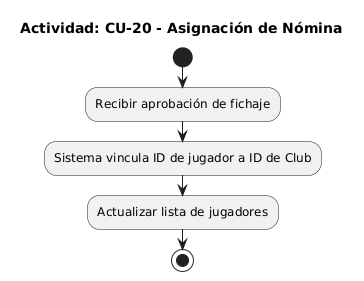 Actividad: CU-20 - Asignación de Nómina
Recibir aprobación de fichaje
Sistema vincula ID de jugador a ID de Club
Actualizar lista de jugadores